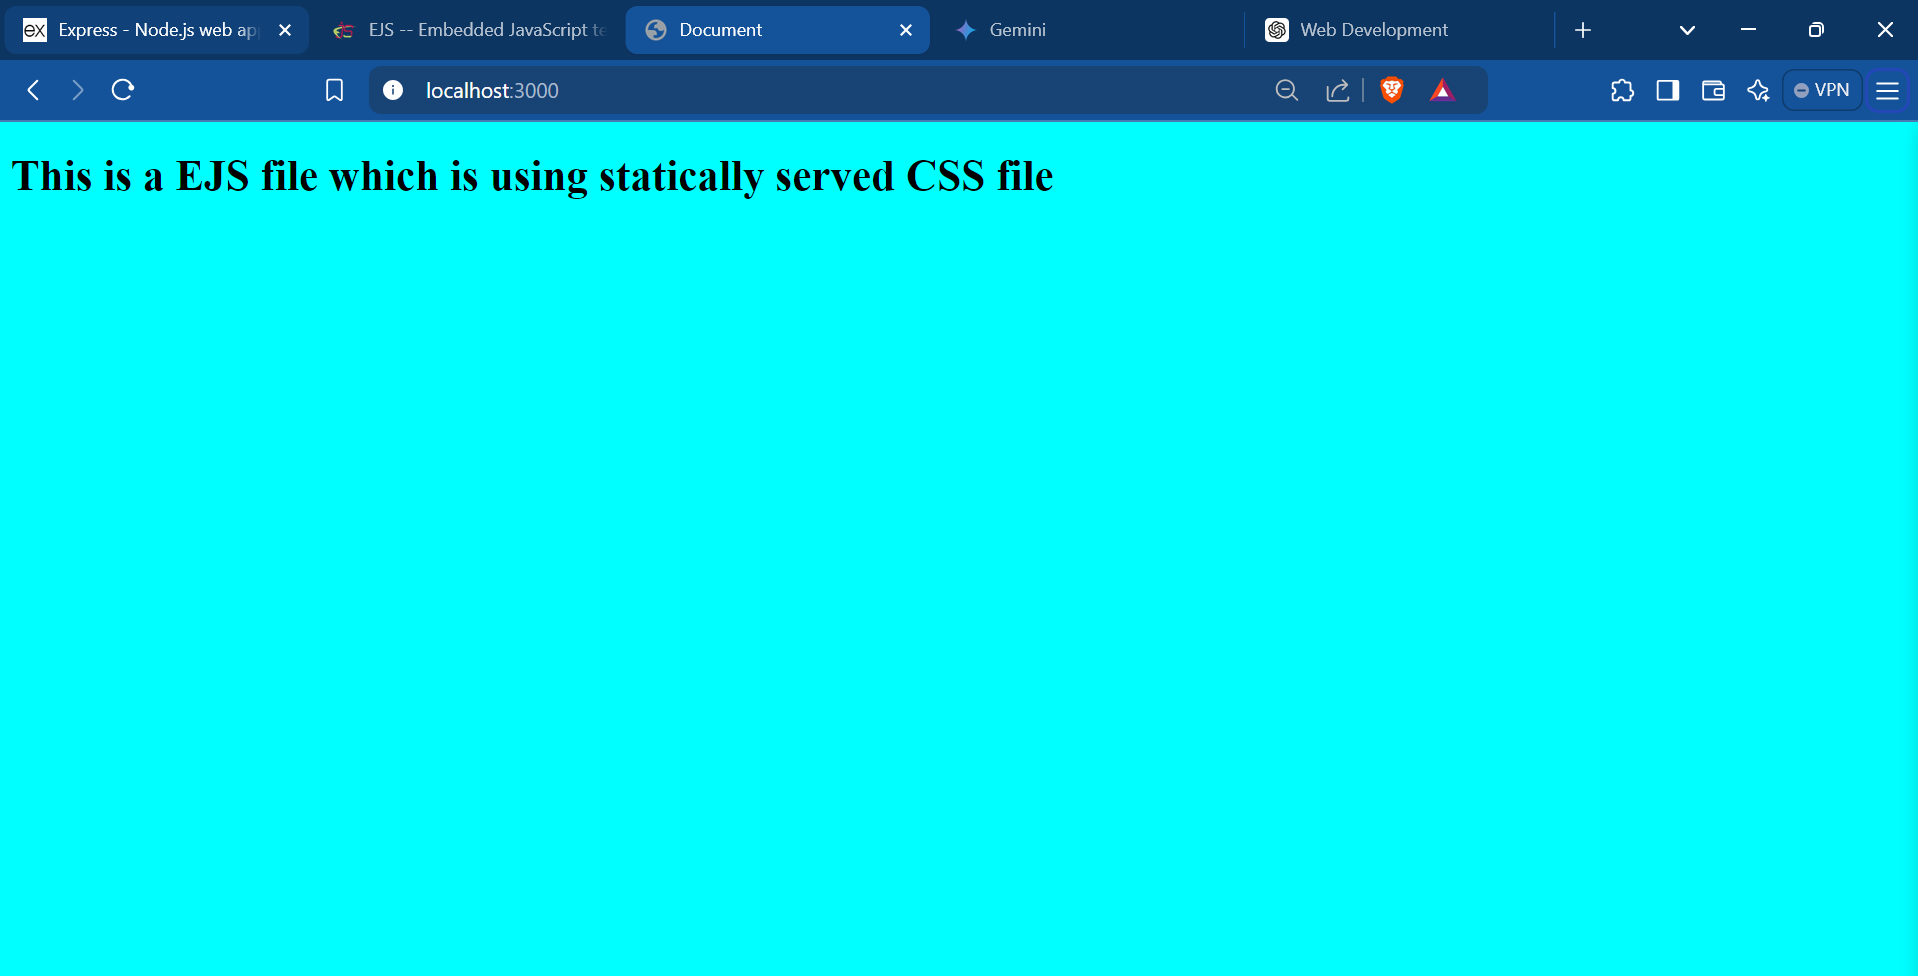 ex Express - Node.js web ap
EJS -- Embedded JavaScript te
Document
Gemini
Web Development
localhost:3000
VPN
This is a EJS file which is using statically served CSS file